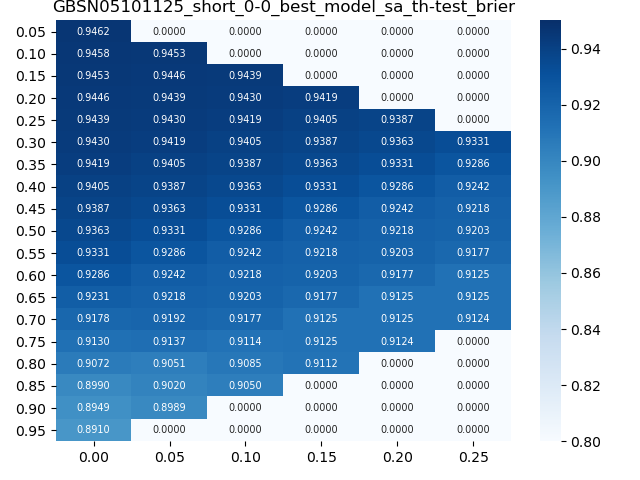 GBSN05101125_short_0-0_best_model_sa_th-test_brier
0.05 0.9462 0.0000 0.0000 0.0000 0.0000 0.0000
0.10 0.9458 0.9453 0.0000 0.0000 0.0000 0.0000
0.15 0.9453 0.9446 0.9439 0.0000 0.0000 0.0000
0.20 0.9446 0.9439 0.9430 0.9419 0.0000 0.0000
0.25 0.9439 0.9430 0.9419 0.9405 0.9387 0.0000
0.30 0.9430 0.9419 0.9405 0.9387 0.9363 0.9331
0.35 0.9419 0.9405 0.9387 0.9363 0.9331 0.9286
0.40 0.9405 0.9387 0.9363 0.9331 0.9286 0.9242
0.45 0.9387 0.9363 0.9331 0.9286 0.9242 0.9218
0.50 0.9363 0.9331 0.9286 0.9242 0.9218 0.9203
0.55 0.9331 0.9286 0.9242 0.9218 0.9203 0.9177
0.60 0.9286 0.9242 0.9218 0.9203 0.9177 0.9125
0.65 0.9231 0.9218 0.9203 0.9177 0.9125 0.9125
0.70 0.9178 0.9192 0.9177 0.9125 0.9125 0.9124
0.75 0.9130 0.9137 0.9114 0.9125 0.9124 0.0000
0.80 0.9072 0.9051 0.9085 0.9112 0.0000 0.0000
0.85 0.8990 0.9020 0.9050 0.0000 0.0000 0.0000
0.90 0.8949 0.8989 0.0000 0.0000 0.0000 0.0000
0.95 0.8910 0.0000 0.0000 0.0000 0.0000 0.0000
0.00 0.05 0.10 0.15 0.20 0.25
0.94
0.92
0.90
0.88
0.86
0.84
0.82
0.80